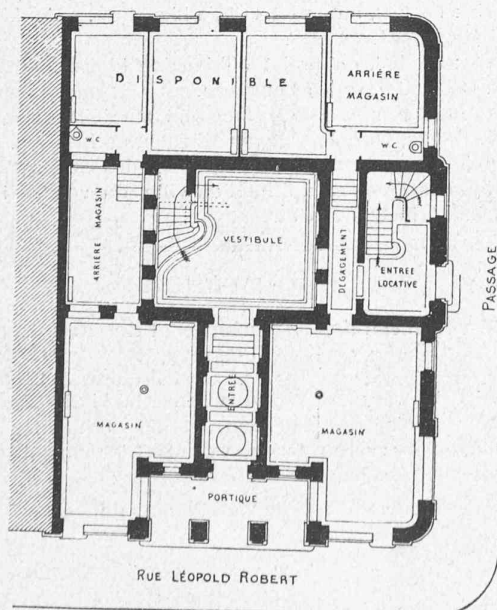 DISPONIBLE
ARRIÈRE
MAGASIN
W.C.
W.C.
ARRIÈRE MAGASIN
VESTIBULE
DÉGAGEMENT
ENTRÉE
LOCATIVE
PASSAGE
ENTRÉE
MAGASIN
MAGASIN
PORTIQUE
RUE LÉOPOLD ROBERT